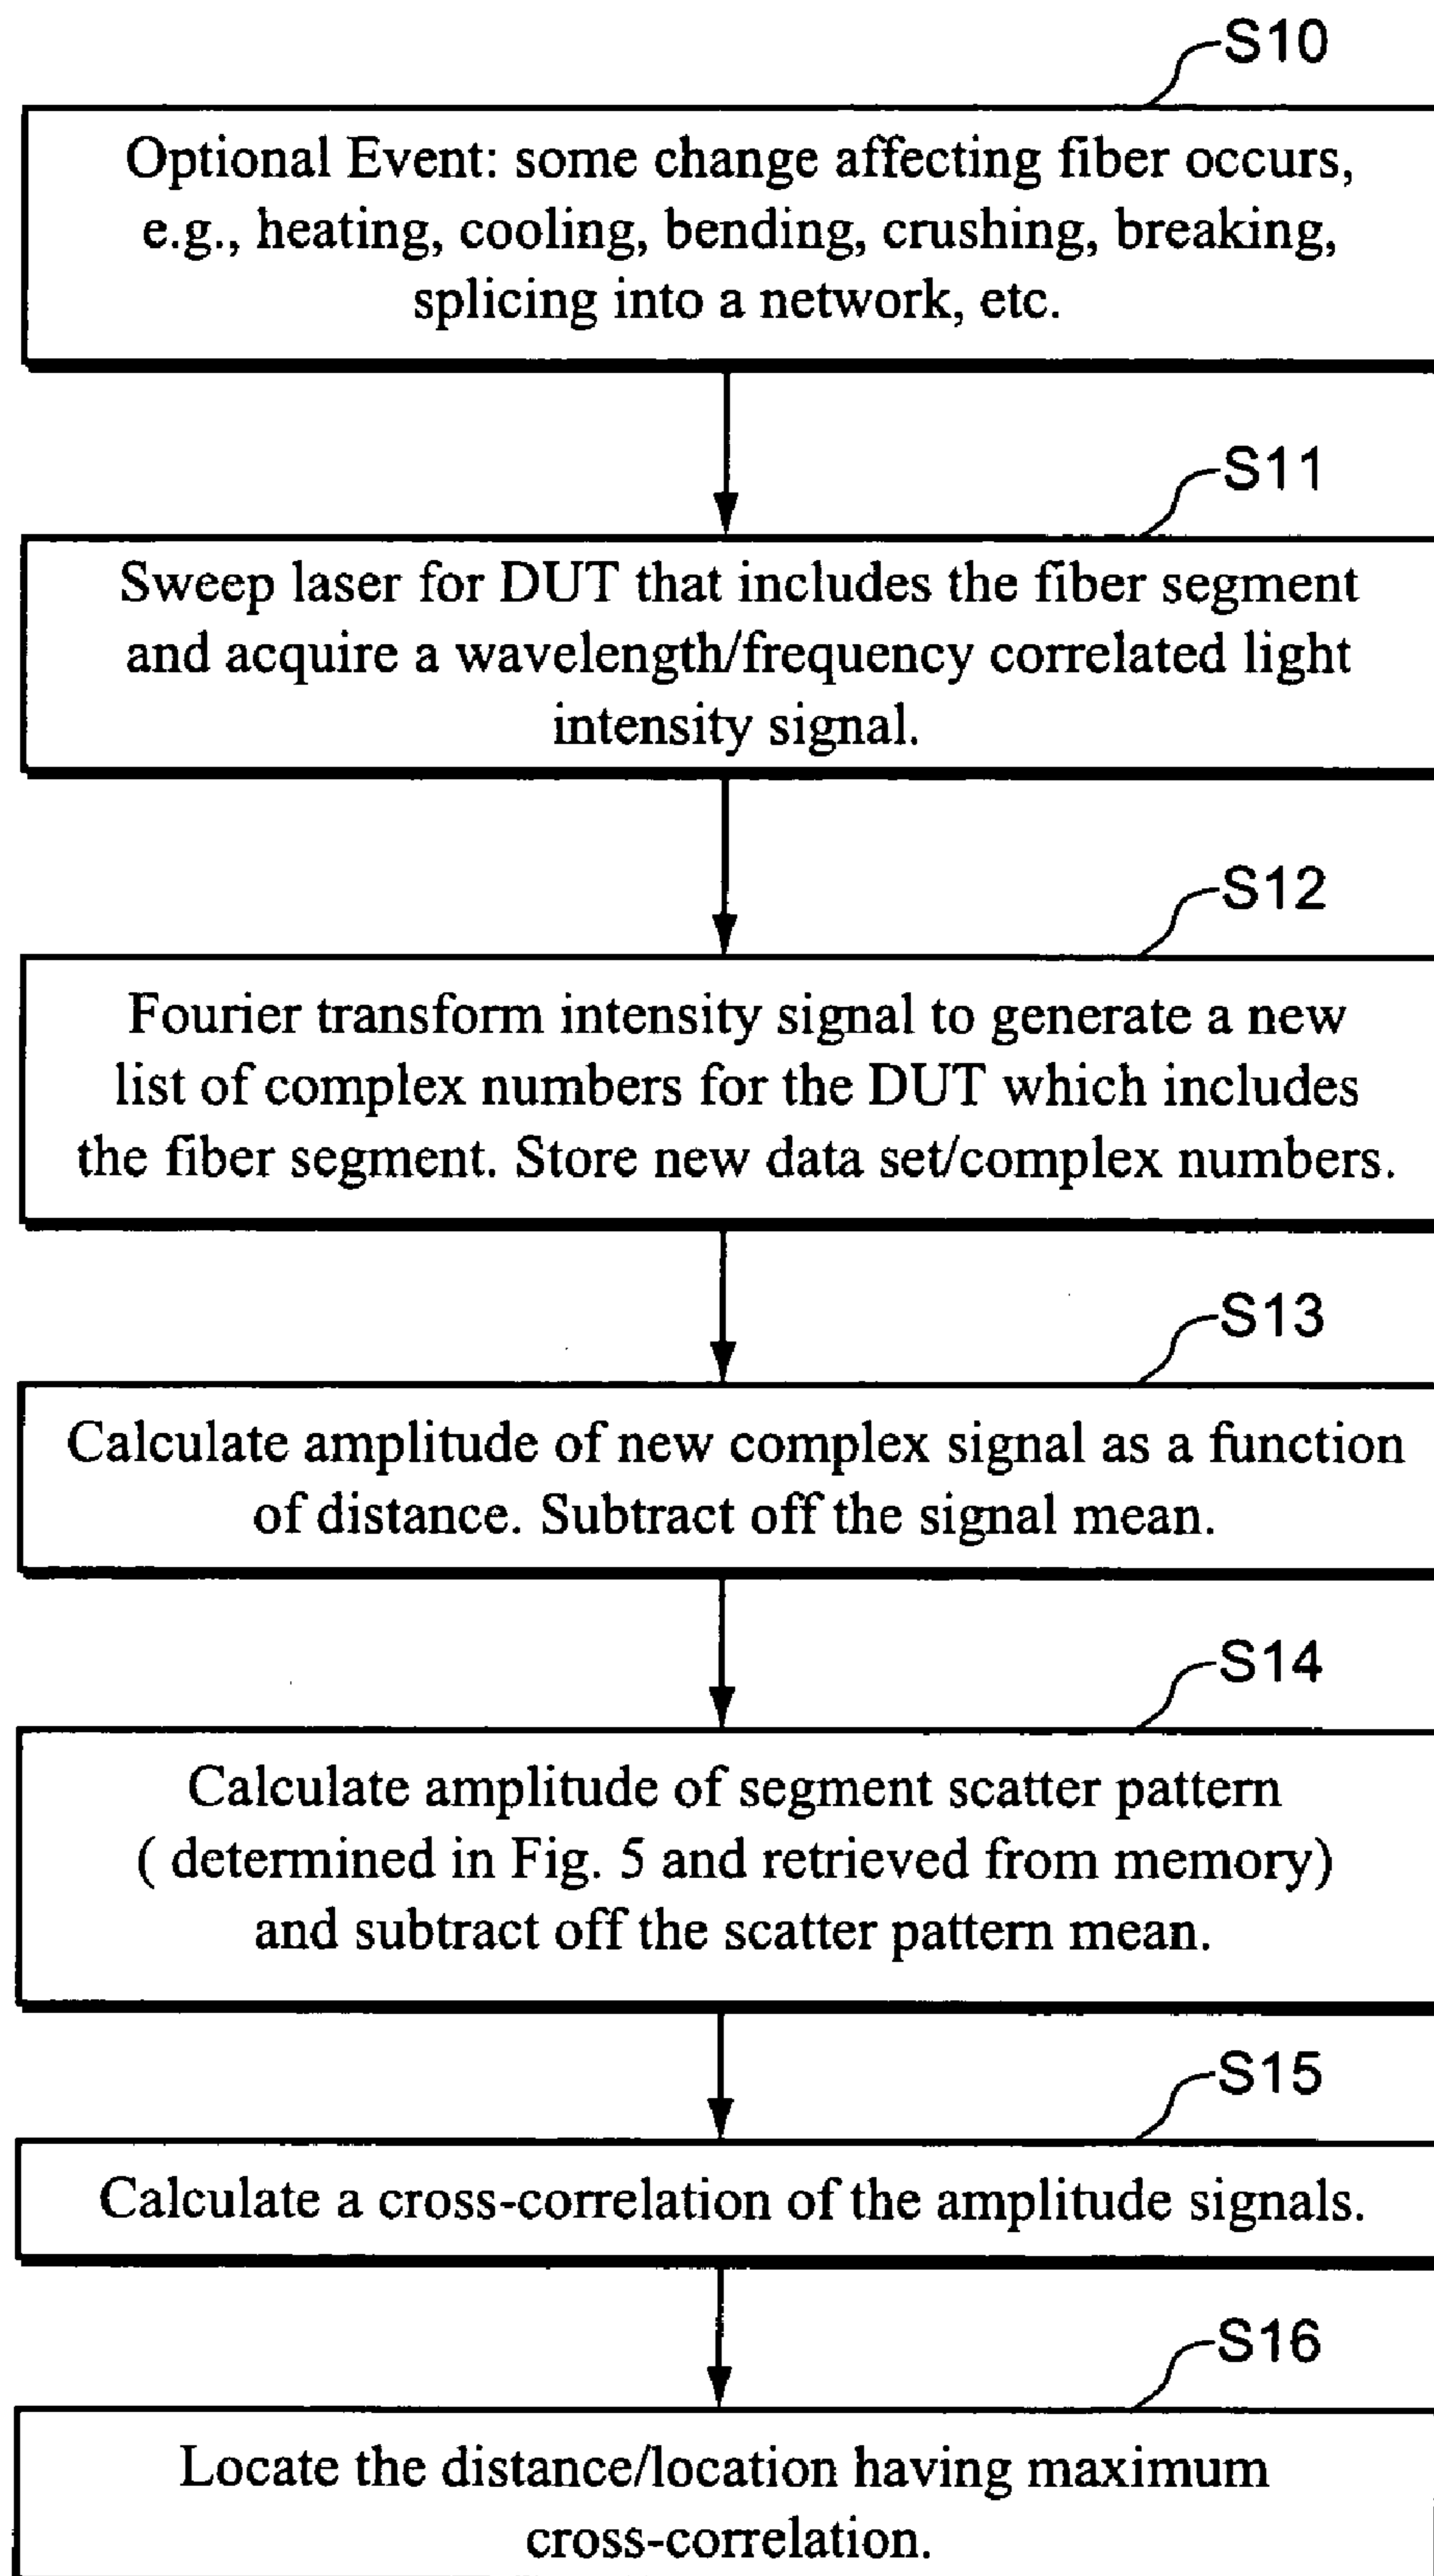 S10
Optional Event: some change affecting fiber occurs,
e.g., heating, cooling, bending, crushing, breaking,
splicing into a network, etc.
S11
Sweep laser for DUT that includes the fiber segment
and acquire a wavelength/frequency correlated light
intensity signal.
S12
Fourier transform intensity signal to generate a new
list of complex numbers for the DUT which includes
the fiber segment. Store new data set/complex numbers.
S13
Calculate amplitude of new complex signal as a function
of distance. Subtract off the signal mean.
S14
Calculate amplitude of segment scatter pattern
( determined in Fig. 5 and retrieved from memory)
and subtract off the scatter pattern mean.
S15
Calculate a cross-correlation of the amplitude signals.
S16
Locate the distance/location having maximum
cross-correlation.